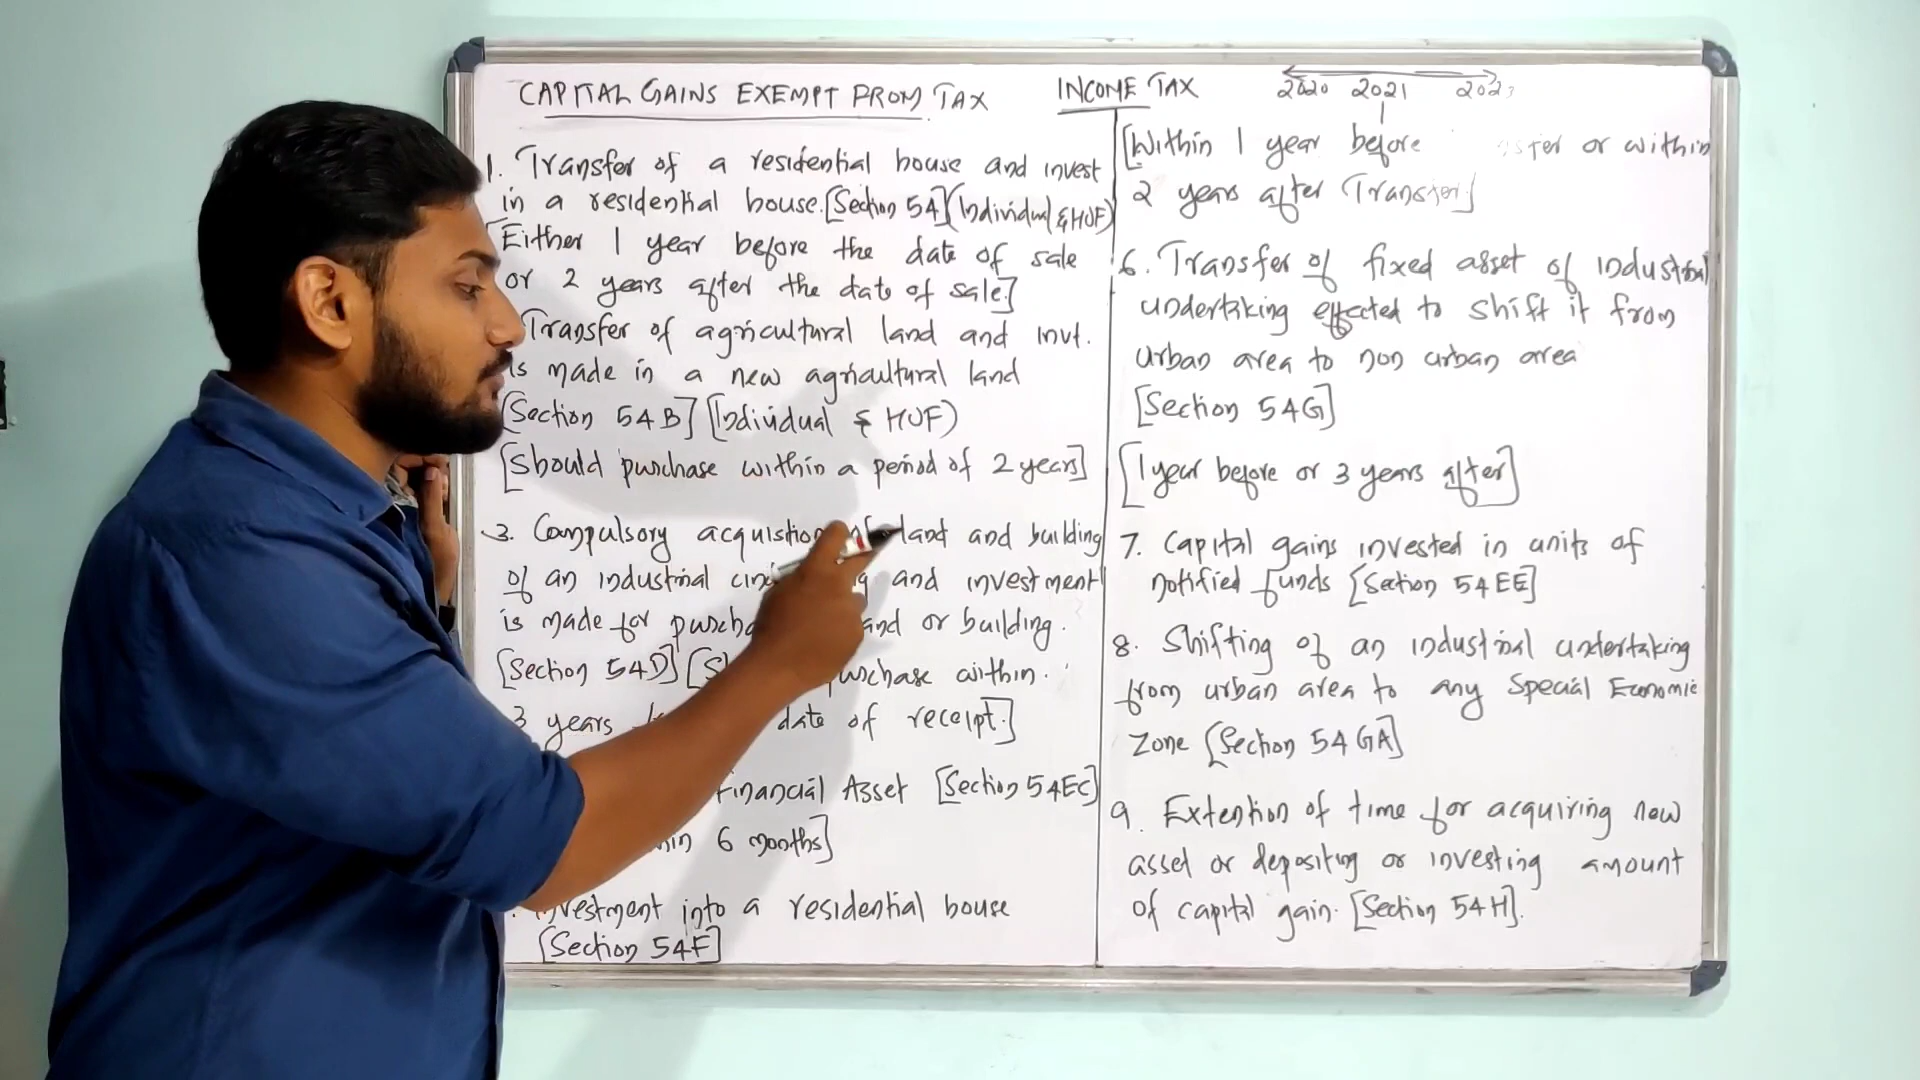 CAPITAL GAINS EXEMPT FROM TAX
INCOME TAX
2020 2021 2023
1. Transfer of a residential house and invest
in a residential house. [Section 54] (Individual & HUF)
[Either 1 year before the date of sale
or 2 years after the date of sale.]
Transfer of agricultural land and invt.
is made in a new agricultural land
[Section 54B] [Individual & HUF)
[Should purchase within a period of 2 years]
3. Compulsory acquistion of land and building
of an industrial and investment
is made for land or building.
[Section 54D] [ purchase within
3 years date of receipt.]
Financial Asset [Section 54EC]
6 months]
investment into a residential house
[Section 54F]
[Within 1 year before or within
2 years after Transfer.]
6. Transfer of fixed asset of industrial
undertaking effected to shift it from
urban area to non urban area
[Section 54G]
[1 year before or 3 years after]
7. Capital gains invested in units of
notified funds [Section 54EE]
8. Shifting of an industrial undertaking
from urban area to any Special Economic
Zone [Section 54GA]
9. Extention of time for acquiring new
asset or depositing or investing amount
of capital gain. [Section 54H].